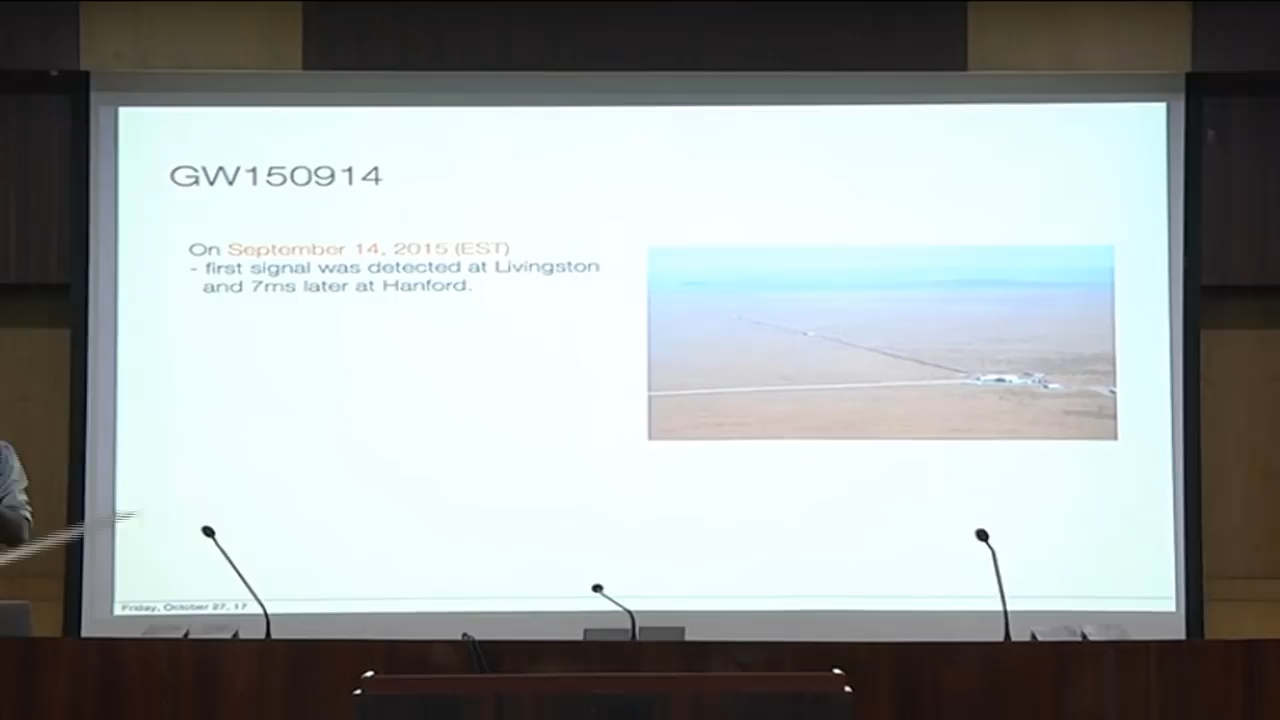 GW150914
On September 14, 2015 (EST)
- first signal was detected at Livingston
and 7ms later at Hanford.
Friday, October 27, 17